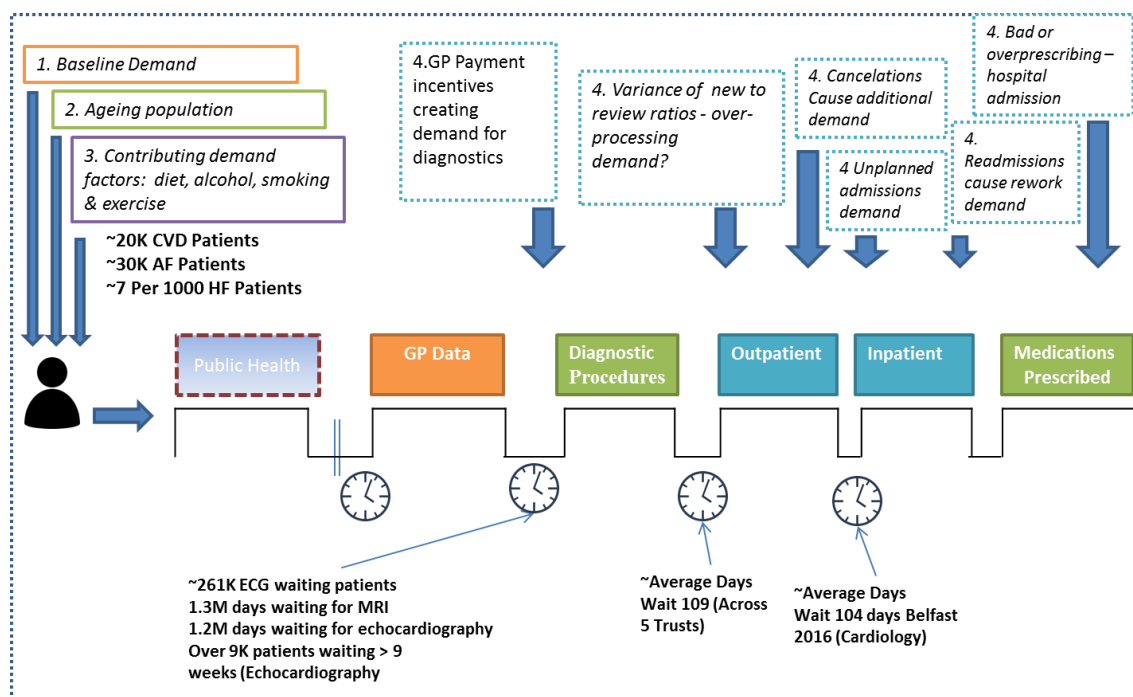 1. Baseline Demand
2. Ageing population
3. Contributing demand
factors:  diet, alcohol, smoking
& exercise
~20K CVD Patients
~30K AF Patients
~7 Per 1000 HF Patients
4.GP Payment
incentives
creating
demand for
diagnostics
4. Variance of  new to
review ratios - over-
processing
demand?
4. Cancelations
Cause additional
demand
4 Unplanned
admissions
demand
4. Bad or
overprescribing –
hospital
admission
4.
Readmissions
cause rework
demand
Public Health
GP Data
Diagnostic
Procedures
Outpatient
Inpatient
Medications
Prescribed
~261K ECG waiting patients
1.3M days waiting for MRI
1.2M days waiting for echocardiography
Over 9K patients waiting > 9
weeks (Echocardiography
~Average Days
Wait 109 (Across
5 Trusts)
~Average Days
Wait 104 days Belfast
2016 (Cardiology)